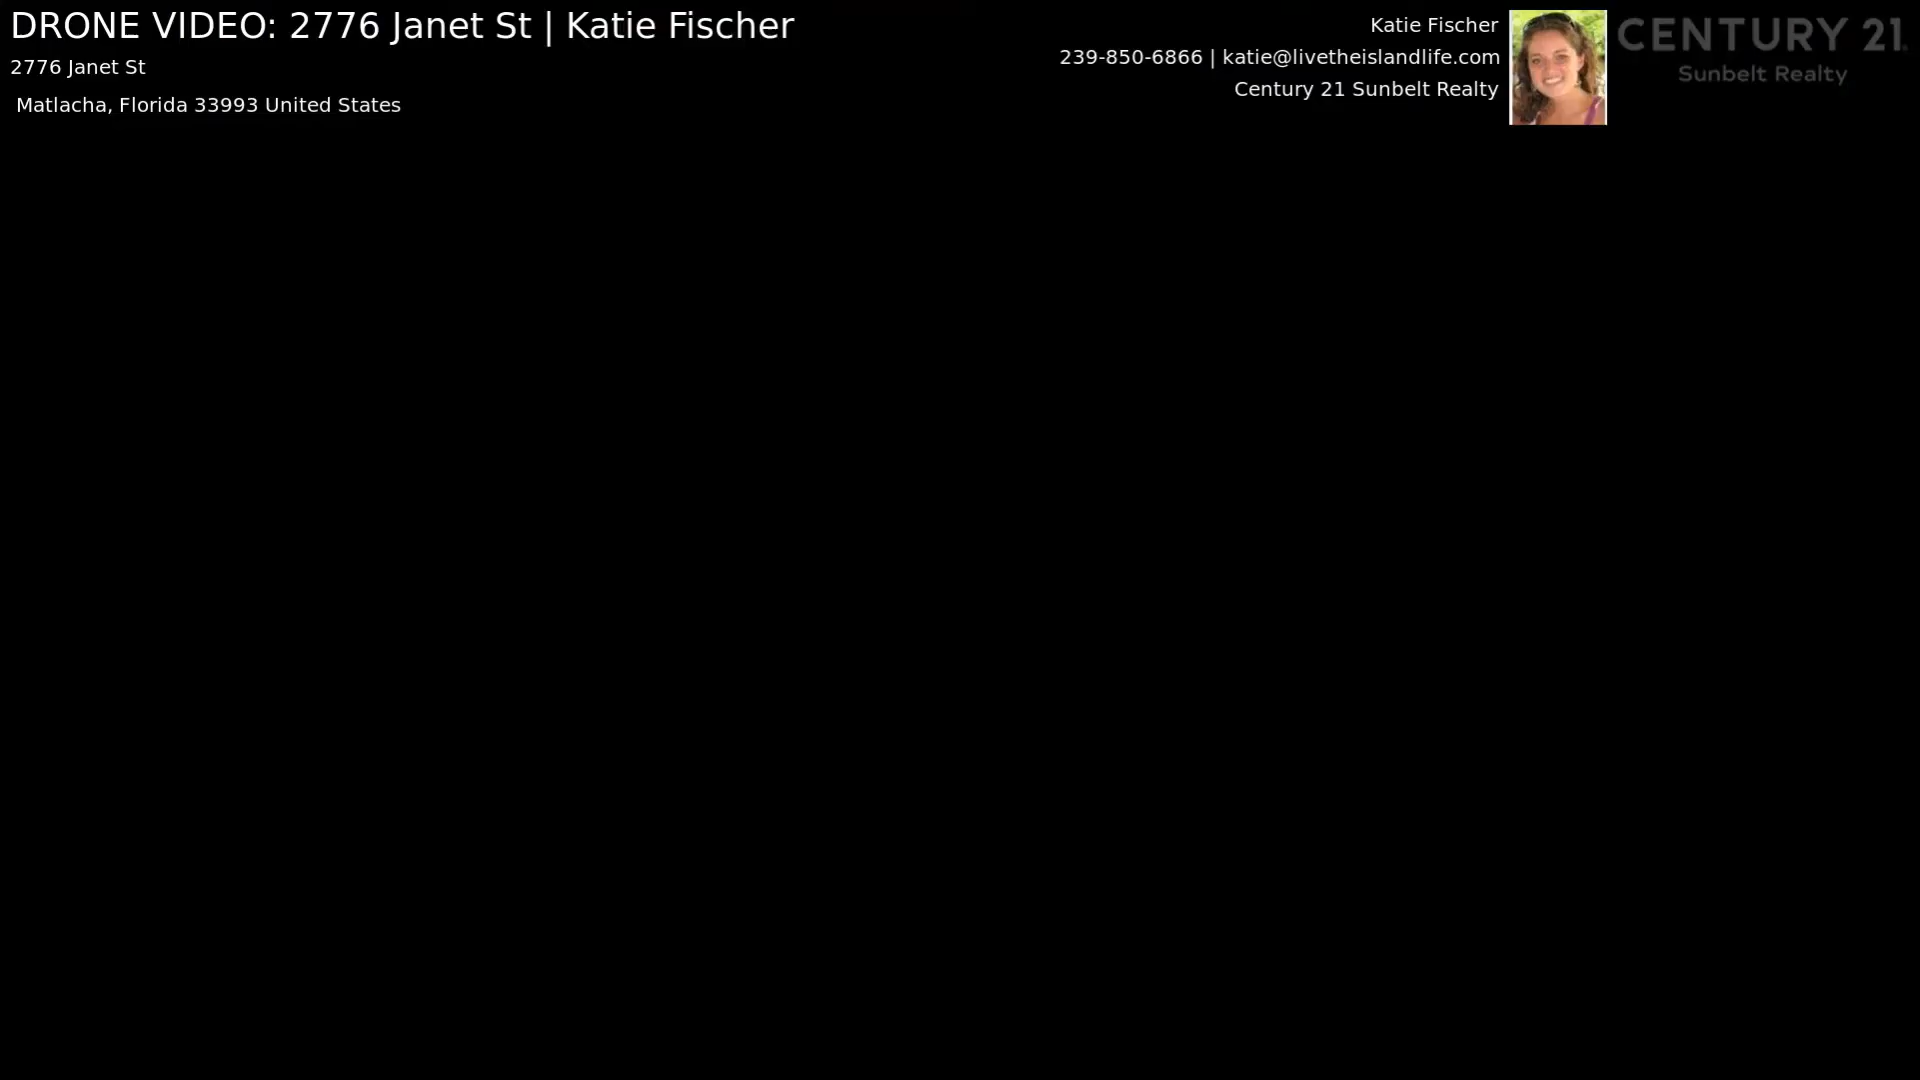 DRONE VIDEO: 2776 Janet St | Katie Fischer
2776 Janet St
Matlacha, Florida 33993 United States
Katie Fischer
239-850-6866 | katie@livetheislandlife.com
Century 21 Sunbelt Realty
CENTURY 21.
Sunbelt Realty